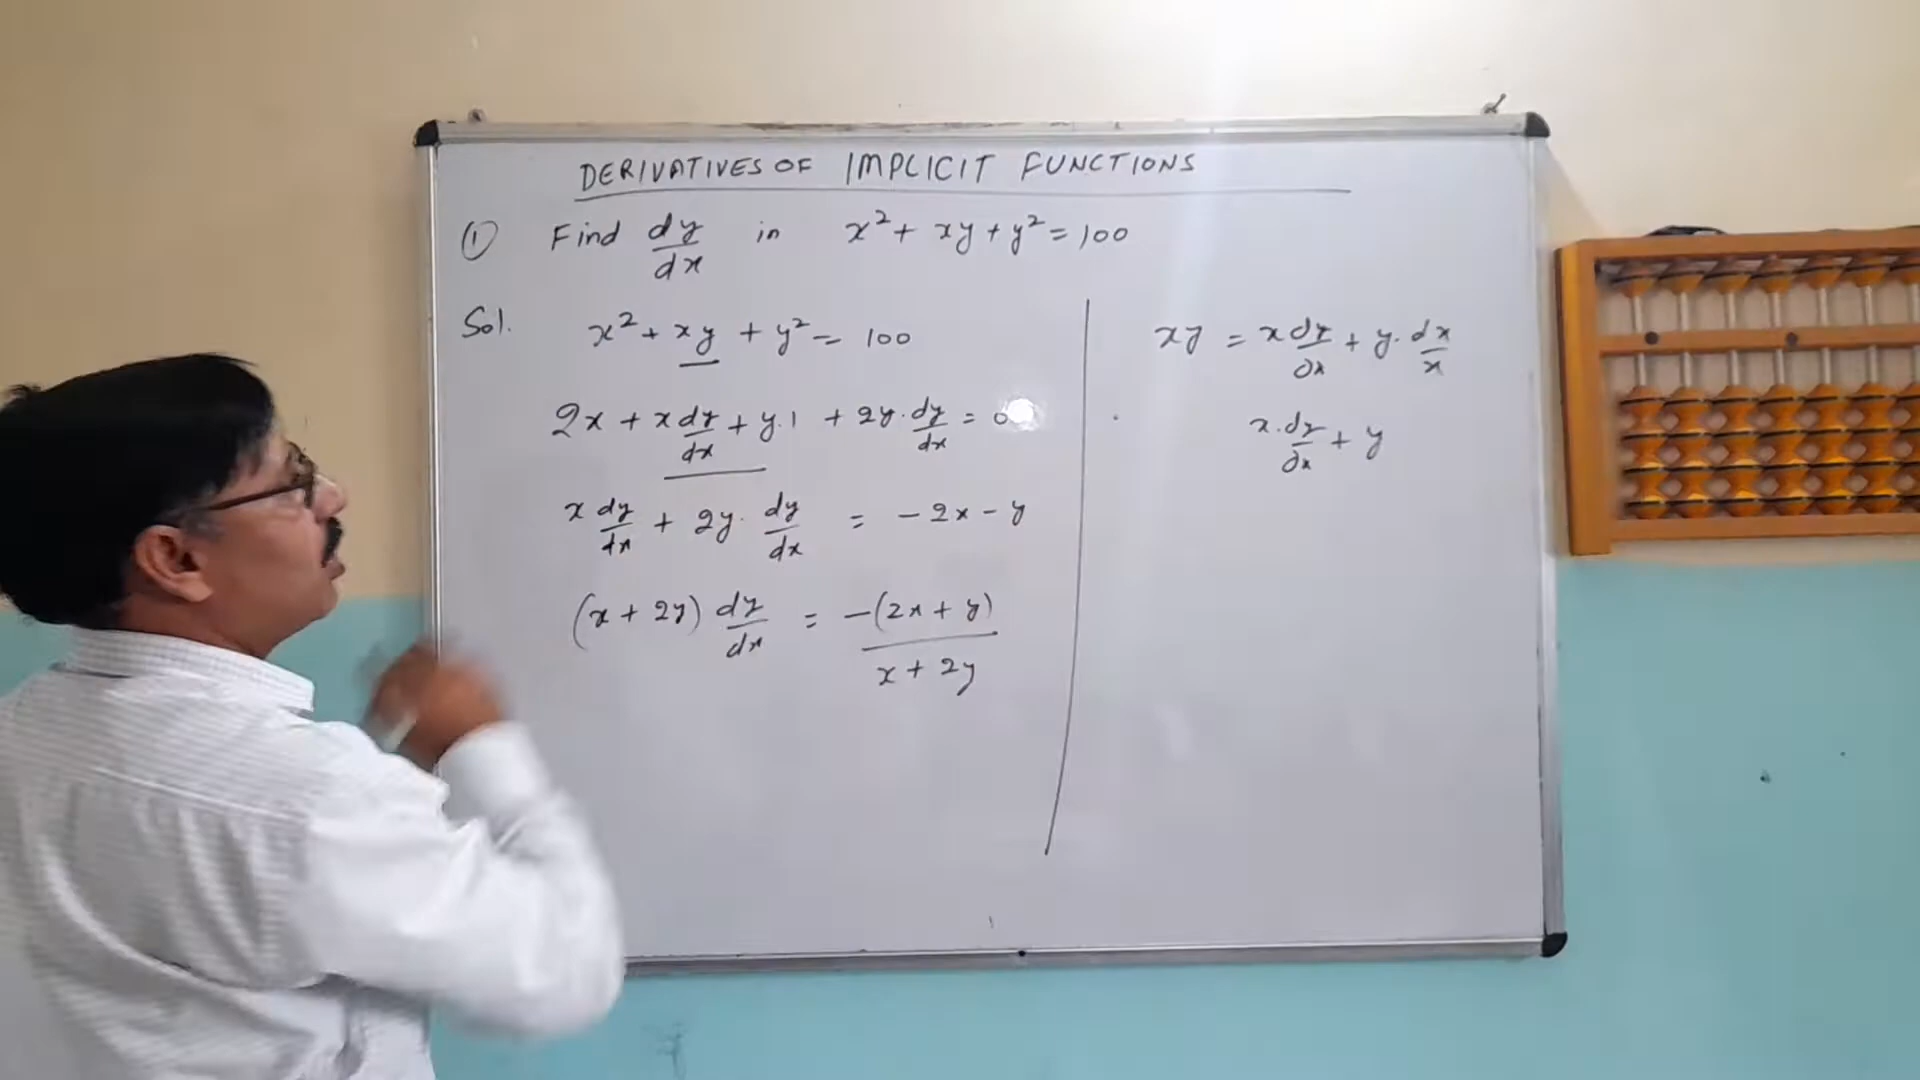 DERIVATIVES OF IMPLICIT FUNCTIONS
① Find dy/dx in x² + xy + y² = 100
Sol. x² + xy + y² = 100
2x + x dy/dx + y.1 + 2y. dy/dx = 0
x dy/dx + 2y. dy/dx = -2x - y
(x + 2y) dy/dx = -(2x + y)/x + 2y
xy = x dy/dx + y. dx/x
x. dy/dx + y